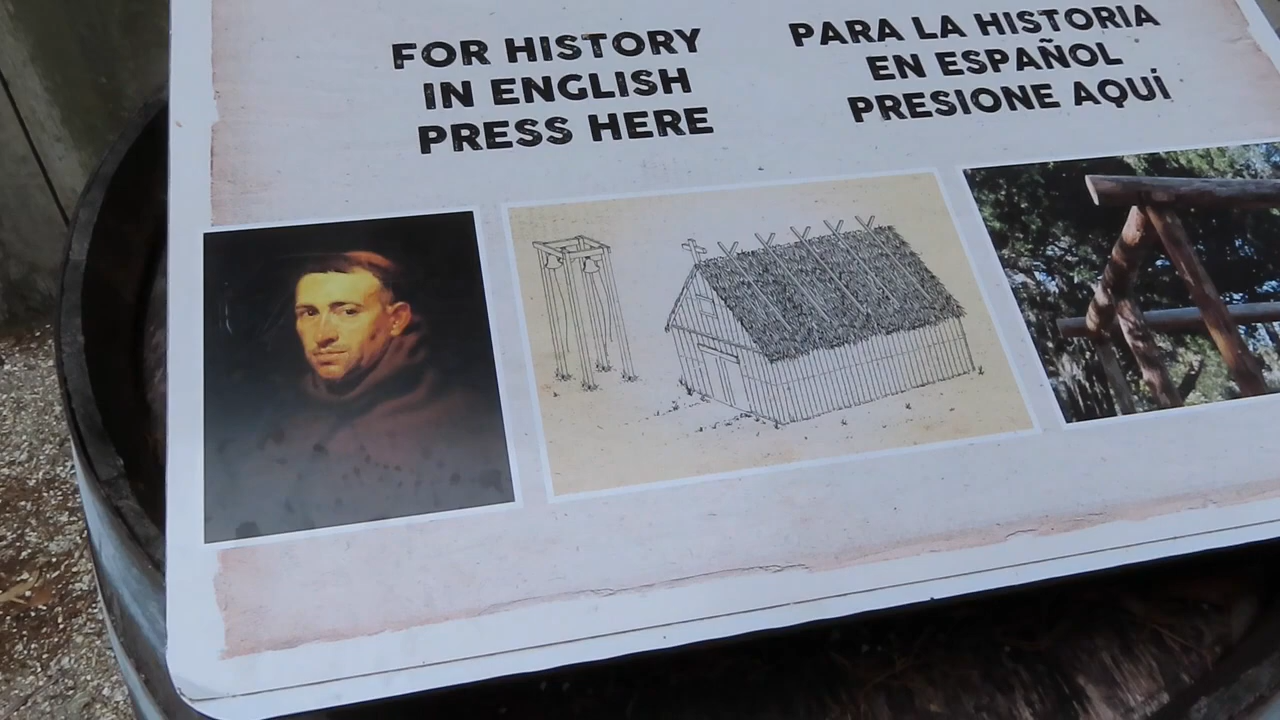 FOR HISTORY
IN ENGLISH
PRESS HERE
PARA LA HISTORIA
EN ESPAÑOL
PRESIONE AQUÍ